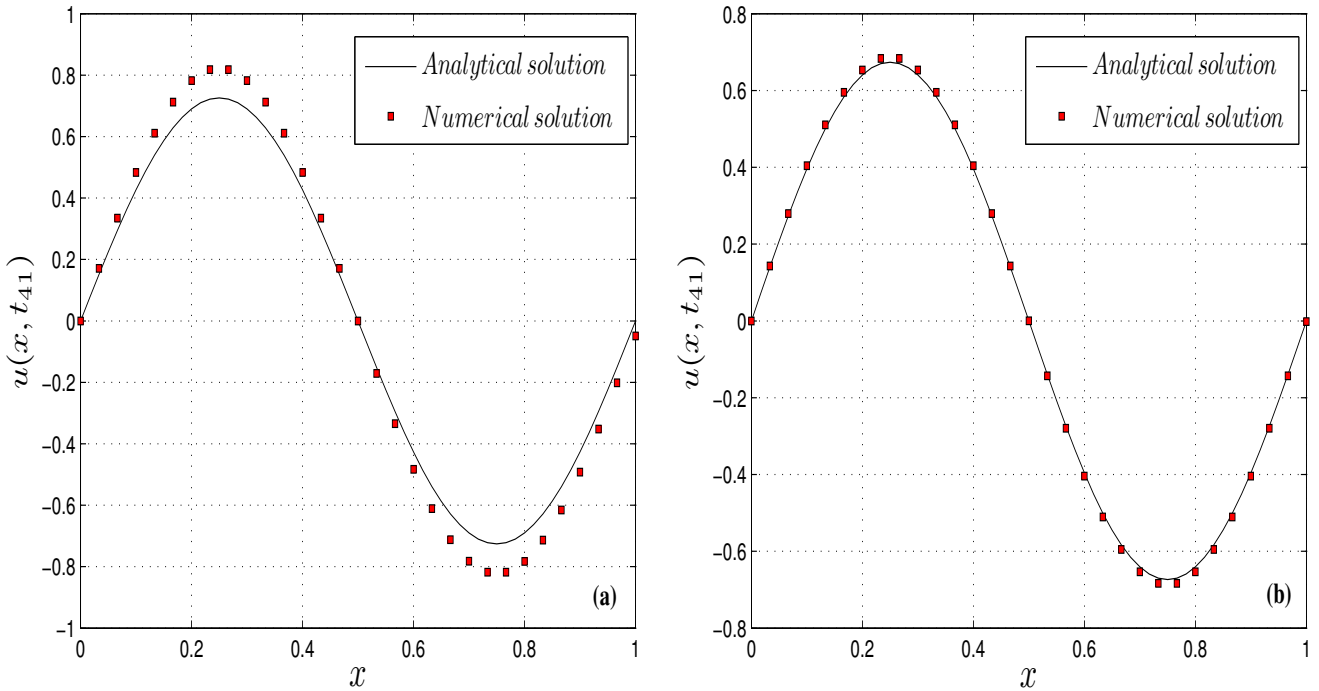 1
0.8
0.6
0.4
0.2
0
−0.2
−0.4
−0.6
−0.8
−1
0 0.2 0.4 0.6 0.8 1
x
u(x, t₄₁)
Analytical solution
Numerical solution
(a)
0.8
0.6
0.4
0.2
0
−0.2
−0.4
−0.6
−0.8
0 0.2 0.4 0.6 0.8 1
x
u(x, t₄₁)
Analytical solution
Numerical solution
(b)